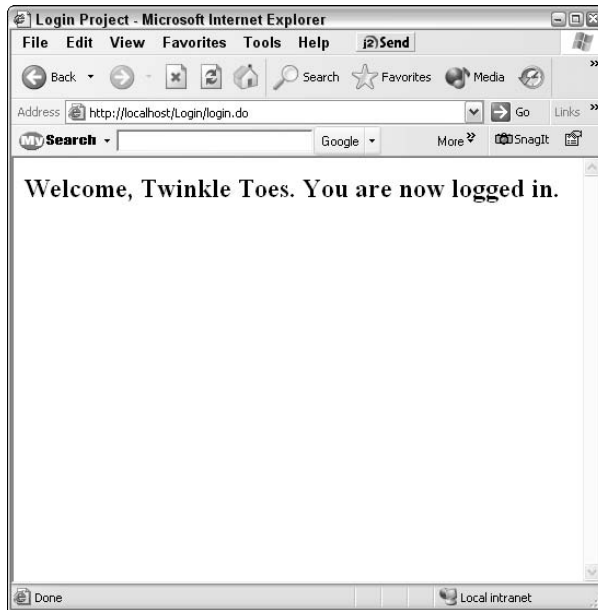 Login Project - Microsoft Internet Explorer
File Edit View Favorites Tools Help j2 Send
Back Search Favorites Media »
Address http://localhost/Login/login.do Go Links »
My Search Google More » SnagIt
Welcome, Twinkle Toes. You are now logged in.
Done Local intranet